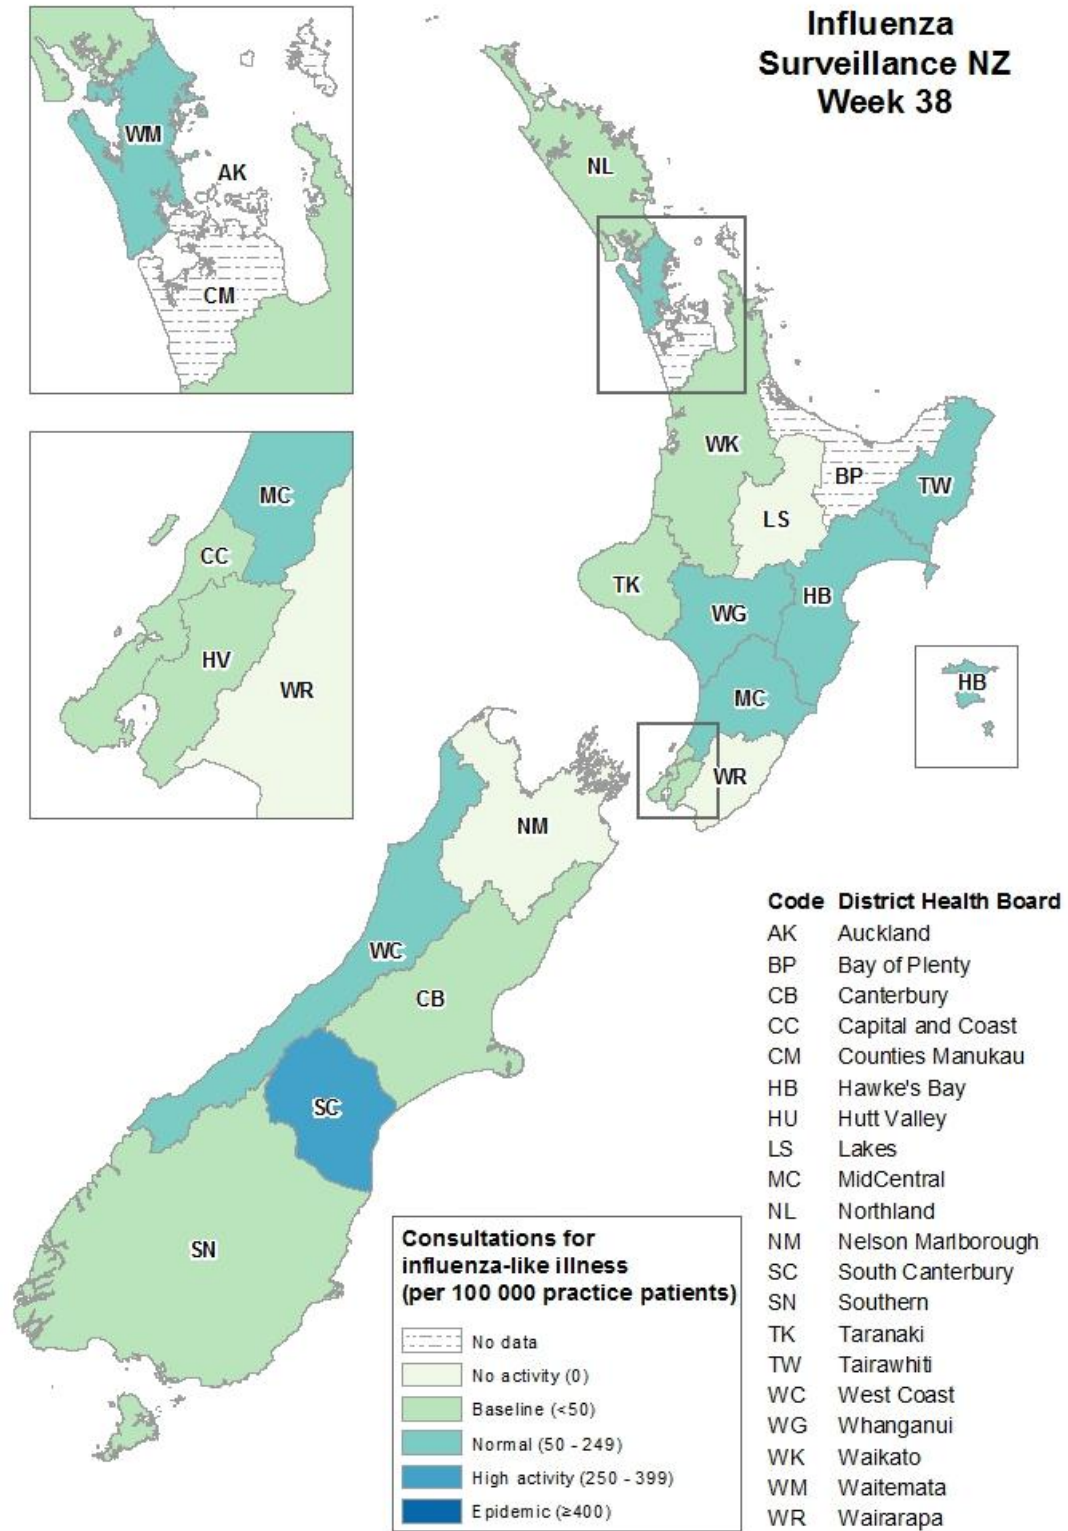 Influenza
Surveillance NZ
Week 38
WM
AK
CM
NL
WK
BP
TW
LS
TK
WG
HB
MC
WR
HB
MC
CC
HV
WR
NM
WC
CB
SC
SN
Code District Health Board
AK Auckland
BP Bay of Plenty
CB Canterbury
CC Capital and Coast
CM Counties Manukau
HB Hawke's Bay
HU Hutt Valley
LS Lakes
MC MidCentral
NL Northland
NM Nelson Marlborough
SC South Canterbury
SN Southern
TK Taranaki
TW Tairawhiti
WC West Coast
WG Whanganui
WK Waikato
WM Waitemata
WR Wairarapa
Consultations for
influenza-like illness
(per 100 000 practice patients)
No data
No activity (0)
Baseline (<50)
Normal (50 - 249)
High activity (250 - 399)
Epidemic (≥400)